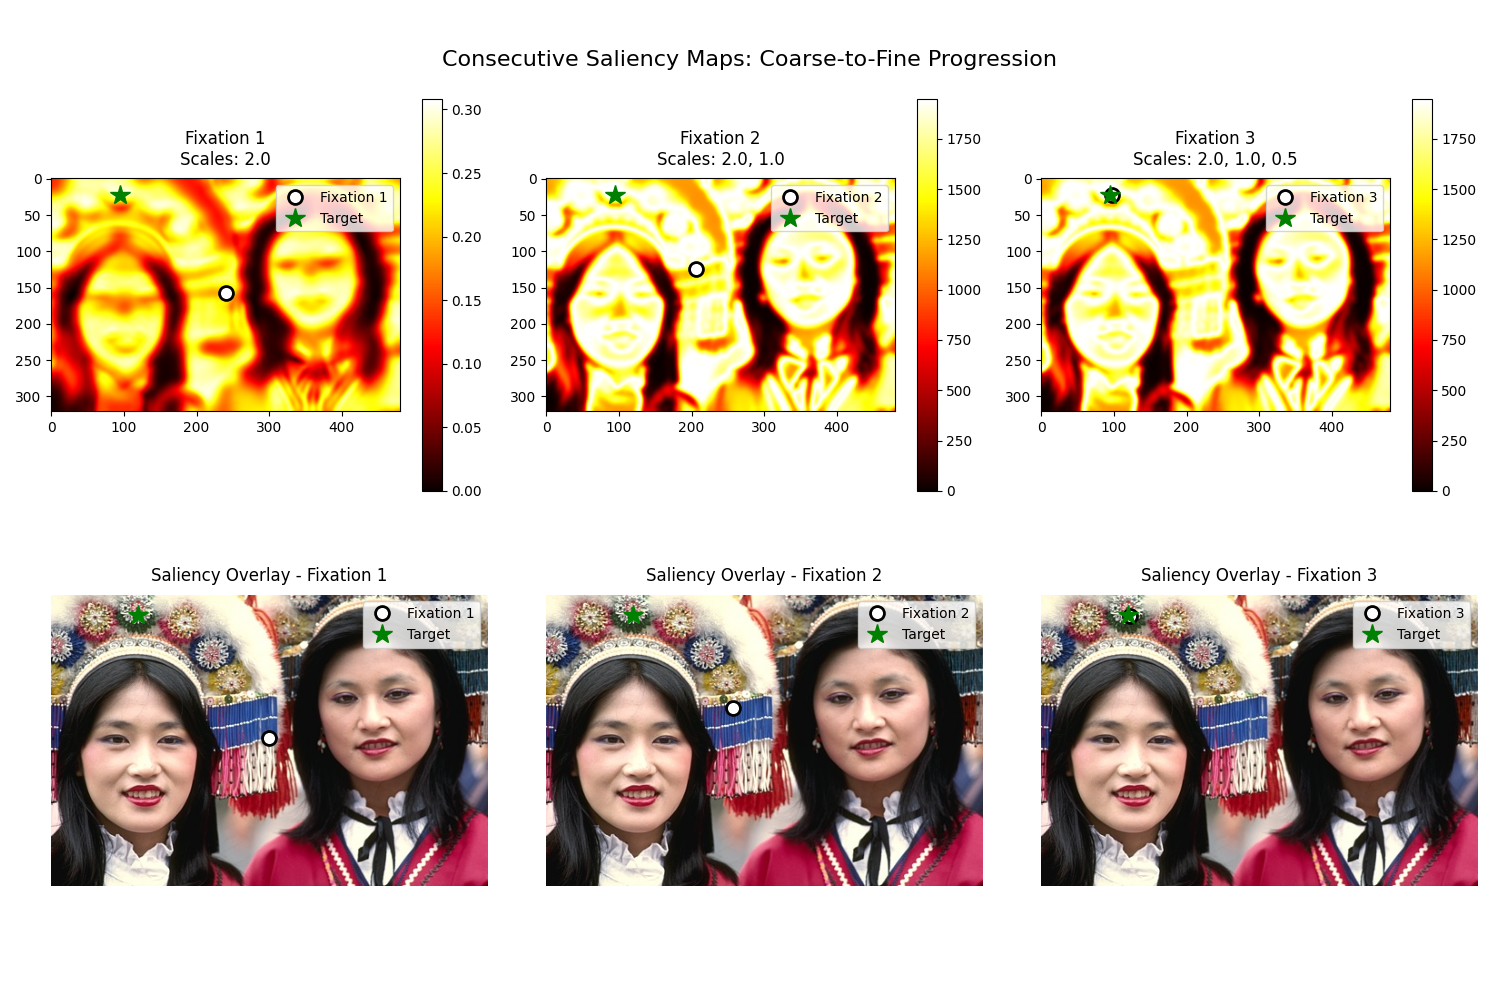 Consecutive Saliency Maps: Coarse-to-Fine Progression
Fixation 1
Scales: 2.0
Fixation 1
Target
0
50
100
150
200
250
300
0 100 200 300 400
0.30
0.25
0.20
0.15
0.10
0.05
0.00
Fixation 2
Scales: 2.0, 1.0
Fixation 2
Target
0
50
100
150
200
250
300
0 100 200 300 400
1750
1500
1250
1000
750
500
250
0
Fixation 3
Scales: 2.0, 1.0, 0.5
Fixation 3
Target
0
50
100
150
200
250
300
0 100 200 300 400
1750
1500
1250
1000
750
500
250
0
Saliency Overlay - Fixation 1
Fixation 1
Target
Saliency Overlay - Fixation 2
Fixation 2
Target
Saliency Overlay - Fixation 3
Fixation 3
Target